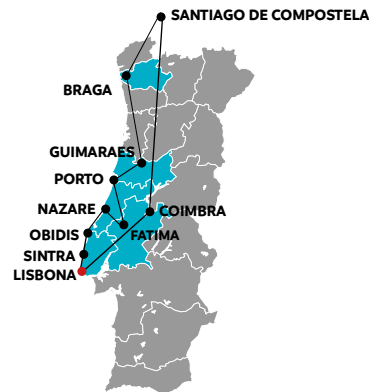 SANTIAGO DE COMPOSTELA
BRAGA
GUIMARAES
PORTO
NAZARE
COIMBRA
OBIDIS
FATIMA
SINTRA
LISBONA